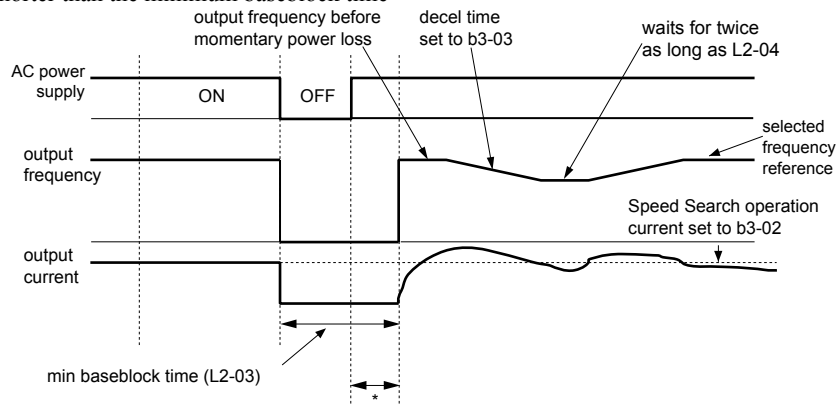 shorter than the minimum baseblock time
output frequency before
momentary power loss
decel time
set to b3-03
waits for twice
as long as L2-04
AC power
supply
ON
OFF
output
frequency
selected
frequency
reference
Speed Search operation
current set to b3-02
output
current
min baseblock time (L2-03)
*